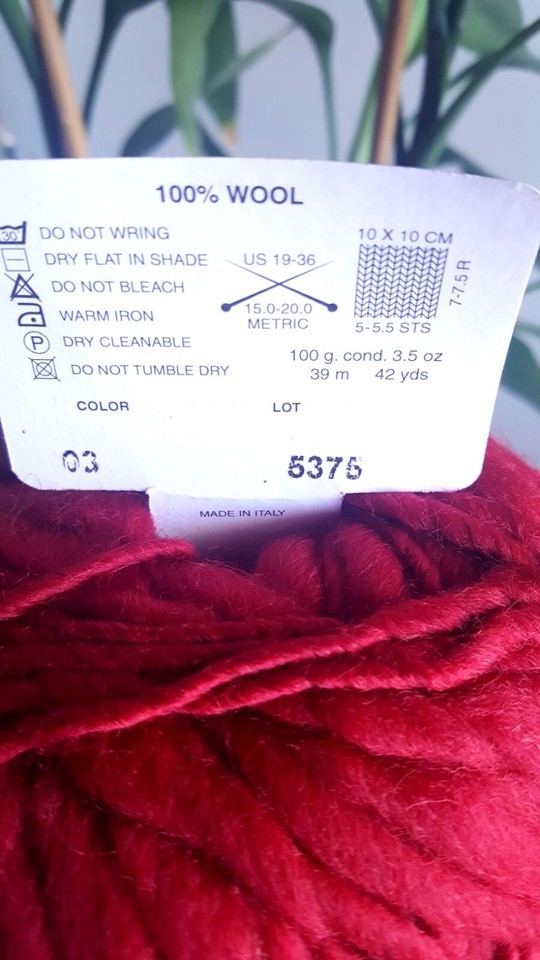 100% WOOL
30°
DO NOT WRING
DRY FLAT IN SHADE
DO NOT BLEACH
WARM IRON
P DRY CLEANABLE
DO NOT TUMBLE DRY
US 19-36
15.0-20.0
METRIC
10 X 10 CM
7-7.5 R
5-5.5 STS
100 g. cond. 3.5 oz
39 m 42 yds
COLOR LOT
03 5375
MADE IN ITALY